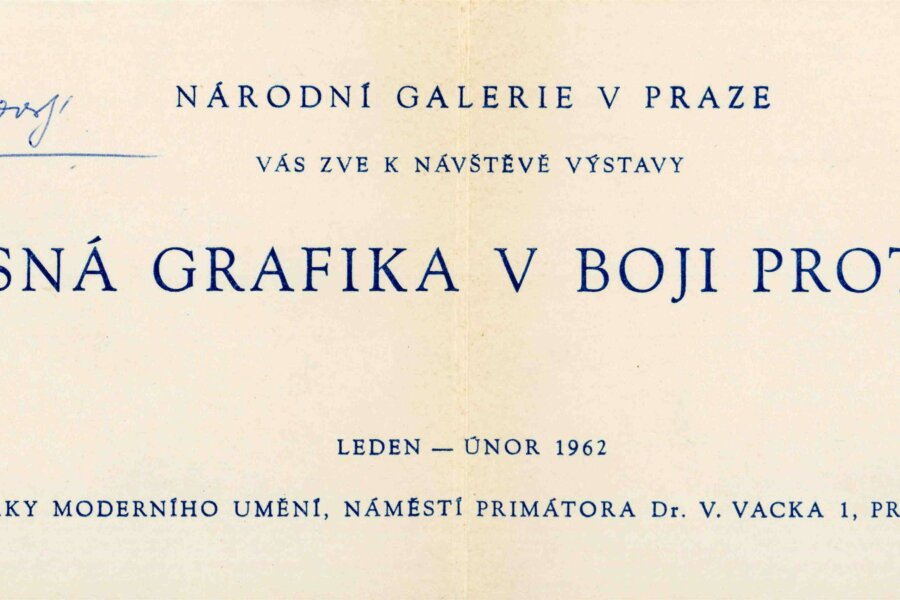 NÁRODNÍ GALERIE V PRAZE
VÁS ZVE K NÁVŠTĚVĚ VÝSTAVY
SNÁ GRAFIKA V BOJI PROT
LEDEN — ÚNOR 1962
KY MODERNÍHO UMĚNÍ, NÁMĚSTÍ PRIMÁTORA Dr. V. VACKA 1, PR